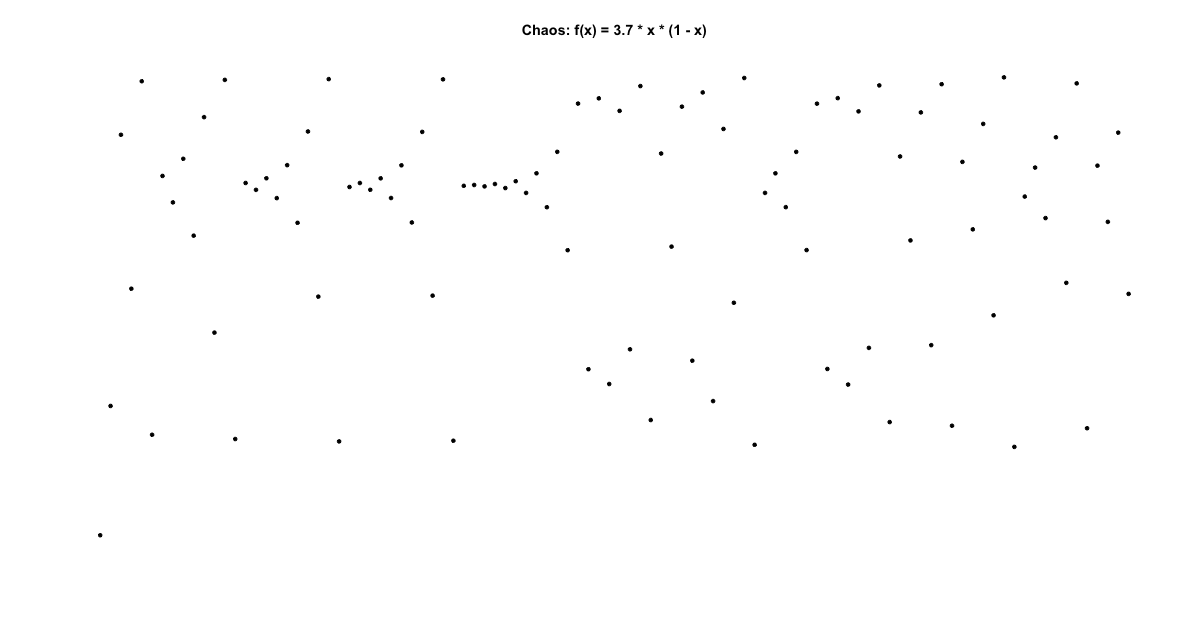 Chaos: f(x) = 3.7 * x * (1 - x)